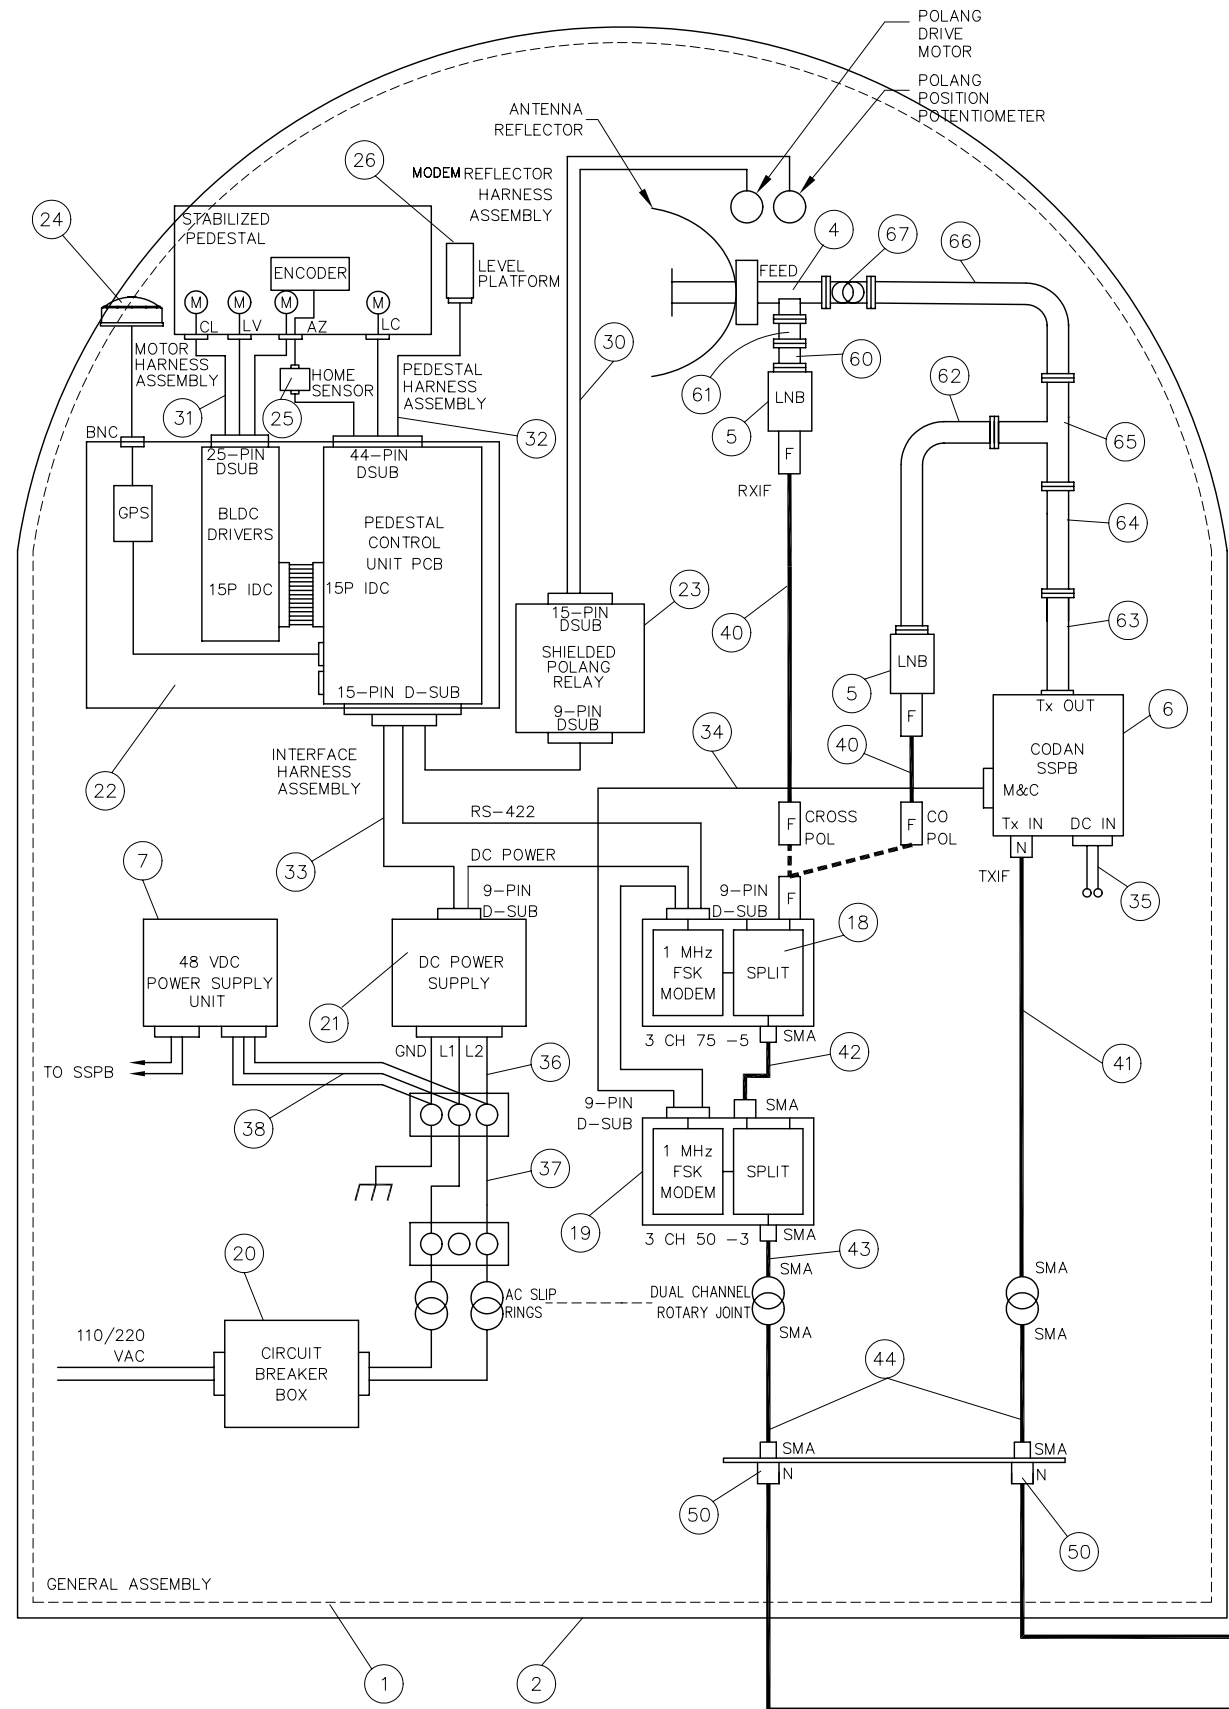 POLANG
DRIVE
MOTOR
POLANG
POSITION
POTENTIOMETER
ANTENNA
REFLECTOR
26
MODEM REFLECTOR
HARNESS
ASSEMBLY
24
STABILIZED
PEDESTAL
ENCODER
LEVEL
PLATFORM
M
M
M
M
CL
LV
AZ
LC
4
67
66
FEED
MOTOR
HARNESS
ASSEMBLY
HOME
SENSOR
PEDESTAL
HARNESS
ASSEMBLY
30
61
60
62
31
25
32
5
LNB
65
BNC
25-PIN
DSUB
44-PIN
DSUB
F
RXIF
GPS
BLDC
DRIVERS
PEDESTAL
CONTROL
UNIT PCB
64
15P IDC
15P IDC
23
40
63
15-PIN
DSUB
SHIELDED
POLANG
RELAY
9-PIN
DSUB
LNB
5
F
15-PIN D-SUB
Tx OUT
6
CODAN
SSPB
M&C
Tx IN
DC IN
N
TXIF
35
22
INTERFACE
HARNESS
ASSEMBLY
34
40
RS-422
F
CROSS
POL
F
CO
POL
7
33
DC POWER
9-PIN
D-SUB
9-PIN
D-SUB
F
18
48 VDC
POWER SUPPLY
UNIT
DC POWER
SUPPLY
1 MHz
FSK
MODEM
SPLIT
21
3 CH 75 -5
SMA
GND
L1
L2
36
42
41
TO SSPB
38
9-PIN
D-SUB
SMA
1 MHz
FSK
MODEM
SPLIT
37
19
3 CH 50 -3
SMA
43
20
SMA
SMA
AC SLIP
RINGS
DUAL CHANNEL
ROTARY JOINT
SMA
SMA
110/220
VAC
CIRCUIT
BREAKER
BOX
44
SMA
SMA
N
N
50
50
GENERAL ASSEMBLY
1
2